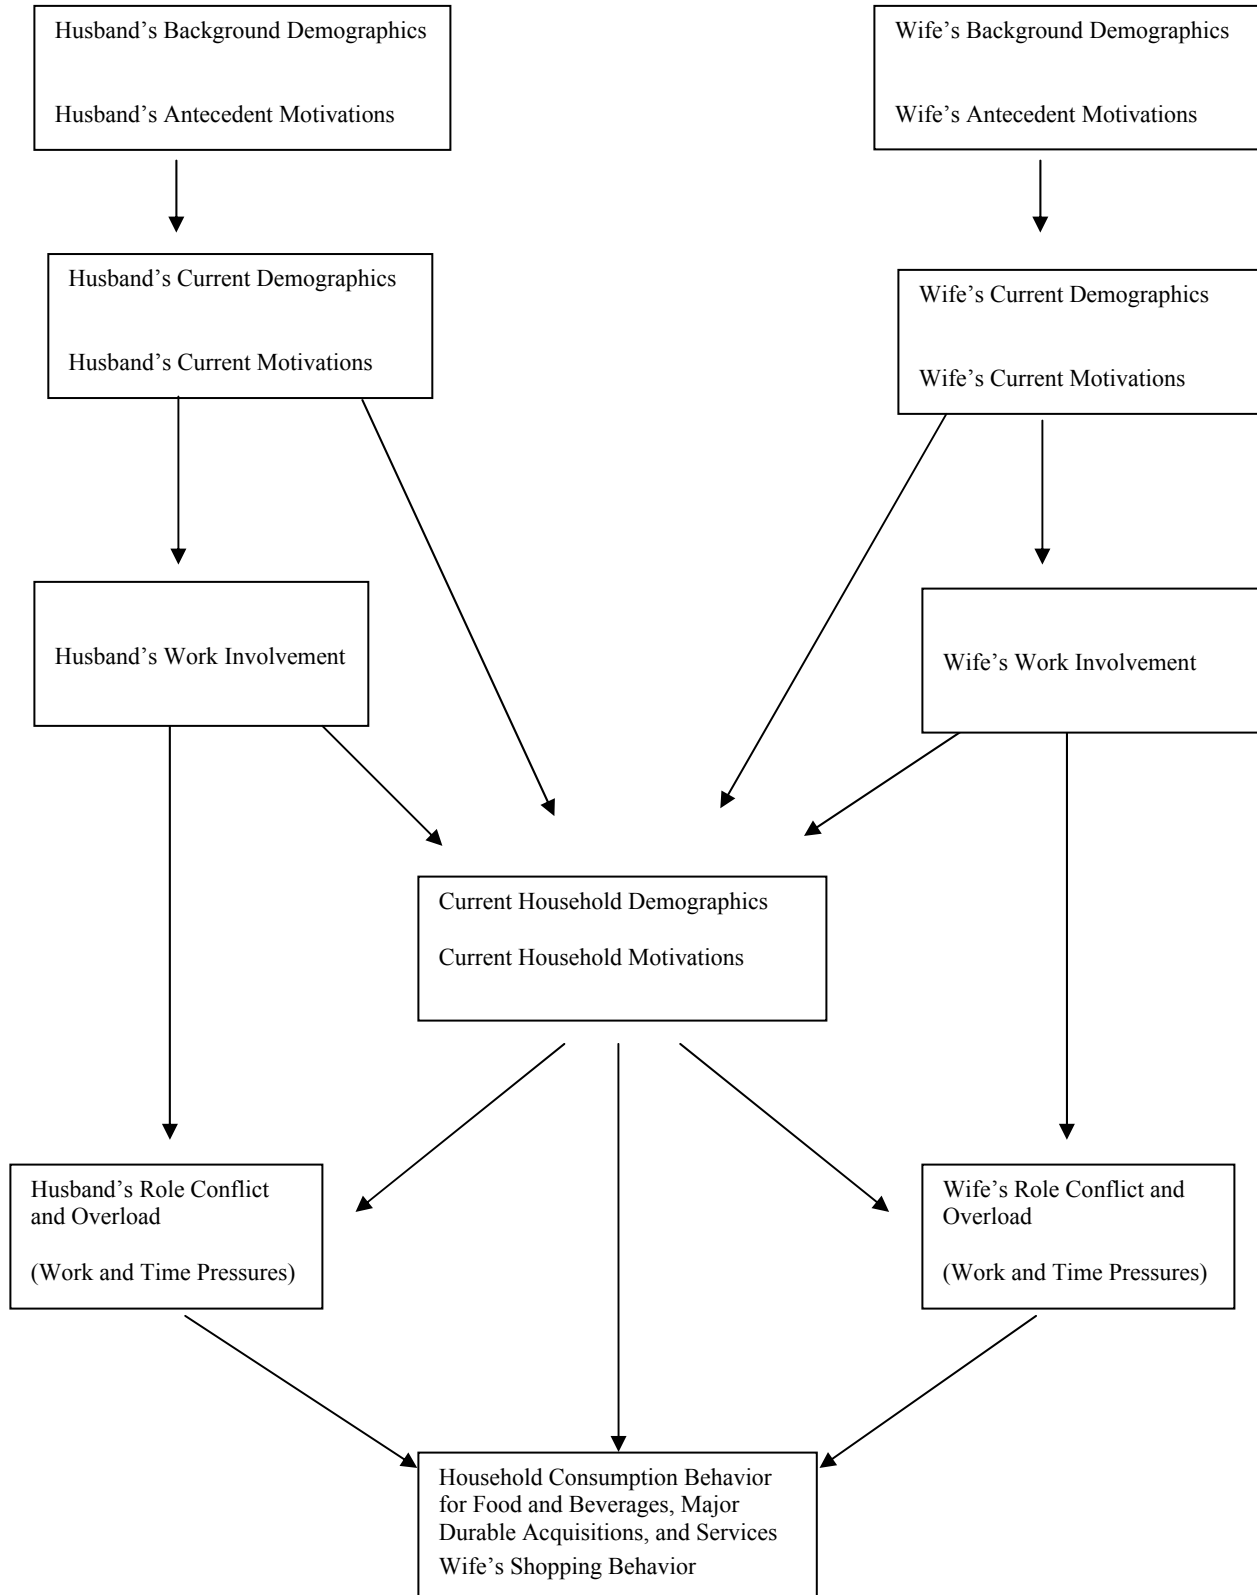 Husband’s Background Demographics
Husband’s Antecedent Motivations
Wife’s Background Demographics
Wife’s Antecedent Motivations
Husband’s Current Demographics
Husband’s Current Motivations
Wife’s Current Demographics
Wife’s Current Motivations
Husband’s Work Involvement
Wife’s Work Involvement
Current Household Demographics
Current Household Motivations
Husband’s Role Conflict
and Overload
(Work and Time Pressures)
Wife’s Role Conflict and
Overload
(Work and Time Pressures)
Household Consumption Behavior
for Food and Beverages, Major
Durable Acquisitions, and Services
Wife’s Shopping Behavior